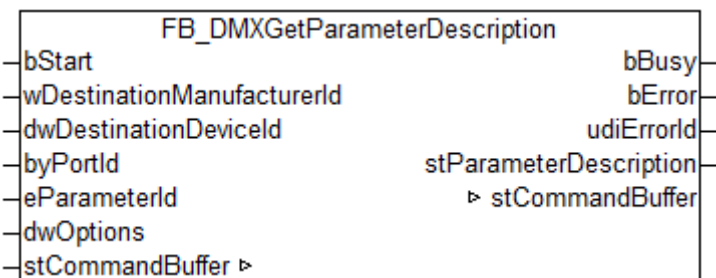 FB_DMXGetParameterDescription
bStart bBusy
wDestinationManufacturerId bError
dwDestinationDeviceId udiErrorId
byPortId stParameterDescription
eParameterId ▹ stCommandBuffer
dwOptions
stCommandBuffer ▹